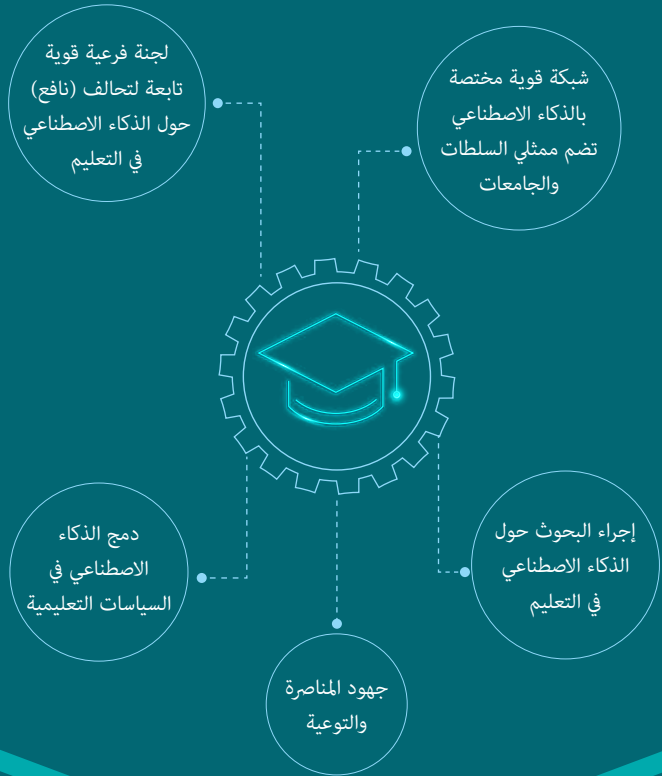 شبكة قوية مختصة
بالذكاء الاصطناعي
تضم ممثلي السلطات
والجامعات
لجنة فرعية قوية
تابعة لتحالف (نافع)
حول الذكاء الاصطناعي
في التعليم
إجراء البحوث حول
الذكاء الاصطناعي
في التعليم
جهود المناصرة
والتوعية
دمج الذكاء
الاصطناعي في
السياسات التعليمية